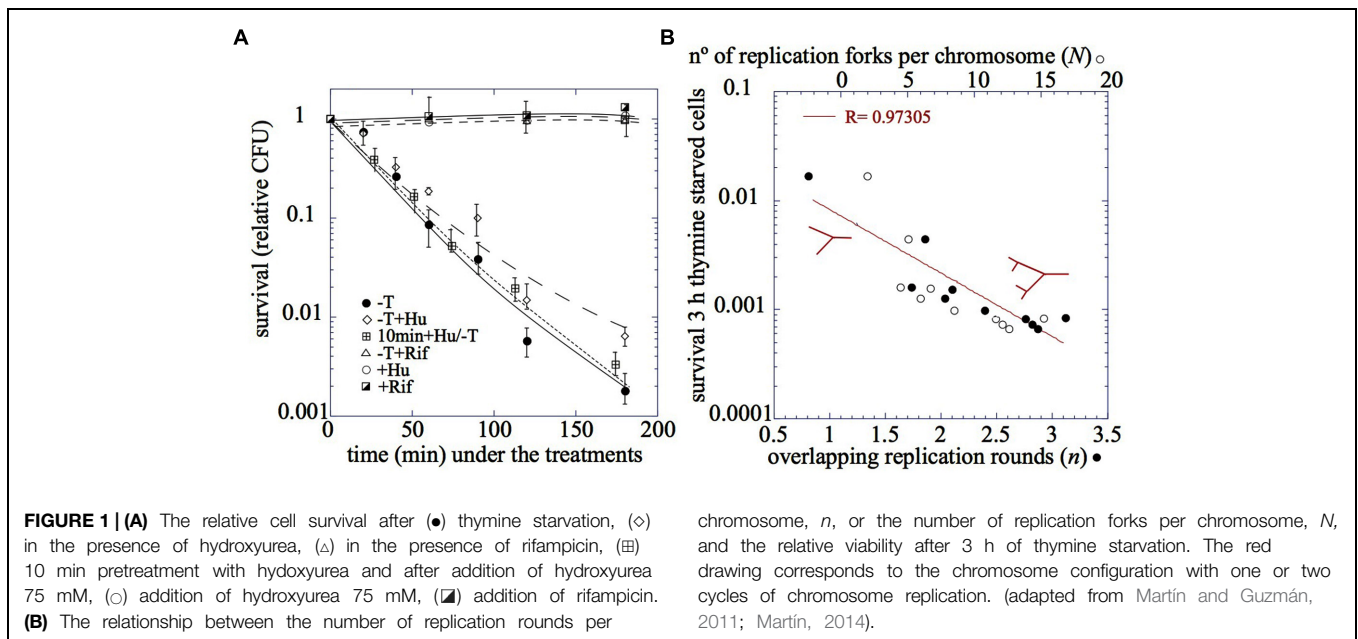 A
survival (relative CFU)
1
0.1
0.01
0.001
-T
-T+Hu
10min+Hu/-T
-T+Rif
+Hu
+Rif
0 50 100 150 200
time (min) under the treatments
B
nº of replication forks per chromosome (N)
0 5 10 15 20
survival 3 h thymine starved cells
0.1
0.01
0.001
0.0001
R= 0.97305
0.5 1 1.5 2 2.5 3 3.5
overlapping replication rounds (n)
FIGURE 1 | (A) The relative cell survival after (●) thymine starvation, (◇)
in the presence of hydroxyurea, (△) in the presence of rifampicin, (⊞)
10 min pretreatment with hydoxyurea and after addition of hydroxyurea
75 mM, (○) addition of hydroxyurea 75 mM, (◪) addition of rifampicin.
(B) The relationship between the number of replication rounds per
chromosome, n, or the number of replication forks per chromosome, N,
and the relative viability after 3 h of thymine starvation. The red
drawing corresponds to the chromosome configuration with one or two
cycles of chromosome replication. (adapted from Martín and Guzmán,
2011; Martín, 2014).